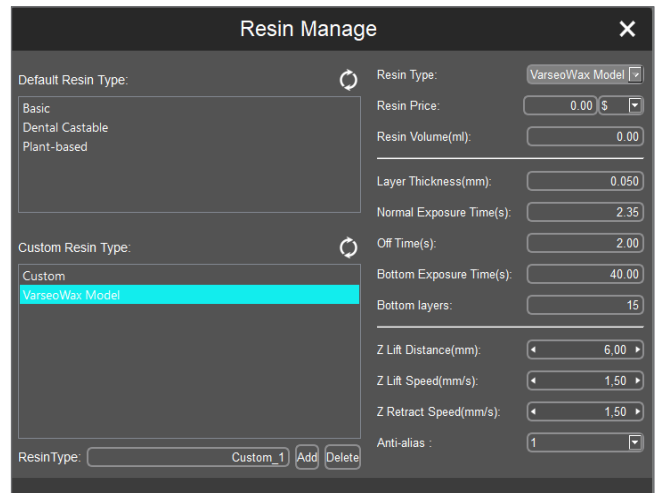 Resin Manage
Default Resin Type:
Basic
Dental Castable
Plant-based
Custom Resin Type:
Custom
VarseoWax Model
ResinType: Custom_1 Add Delete
Resin Type: VarseoWax Model
Resin Price: 0.00 $
Resin Volume(ml): 0.00
Layer Thickness(mm): 0.050
Normal Exposure Time(s): 2.35
Off Time(s): 2.00
Bottom Exposure Time(s): 40.00
Bottom layers: 15
Z Lift Distance(mm): 6,00
Z Lift Speed(mm/s): 1,50
Z Retract Speed(mm/s): 1,50
Anti-alias : 1